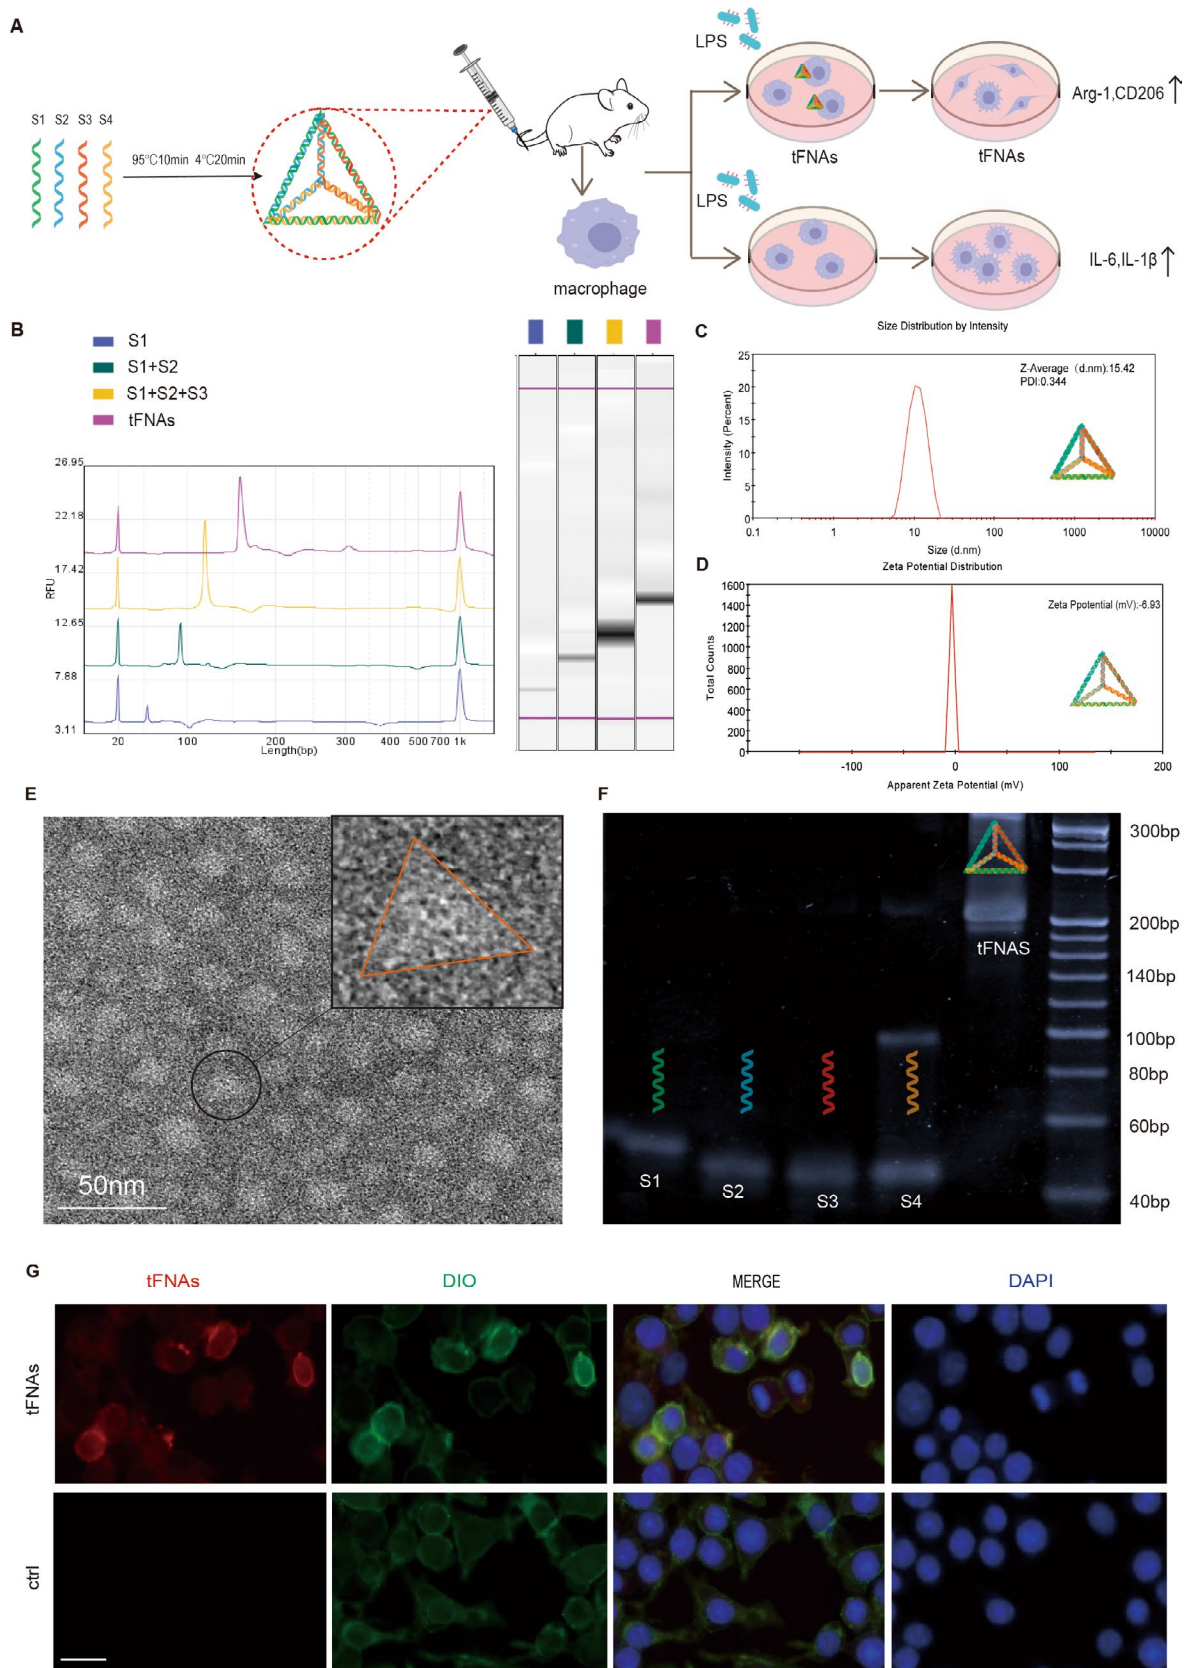 A
S1 S2 S3 S4
95°C10min 4°C20min
macrophage
LPS
tFNAs
tFNAs
Arg-1,CD206
LPS
IL-6,IL-1β
B
S1
S1+S2
S1+S2+S3
tFNAs
26.95
22.18
17.42
12.65
7.88
3.11
RFU
20 100 200 300 400 500 700 1k
Length(bp)
C
Size Distribution by Intensity
Z-Average (d.nm):15.42
PDI:0.344
25
20
15
10
5
0
Intensity (Percent)
0.1 1 10 100 1000 10000
Size (d.nm)
D
Zeta Potential Distribution
Zeta Ppotential (mV):-6.93
1600
1400
1200
1000
800
600
400
200
0
Total Counts
-100 0 100 200
Apparent Zeta Potential (mV)
E
50nm
F
S1
S2
S3
S4
tFNAS
300bp
200bp
140bp
100bp
80bp
60bp
40bp
G
tFNAs DIO MERGE DAPI
tFNAs
ctrl